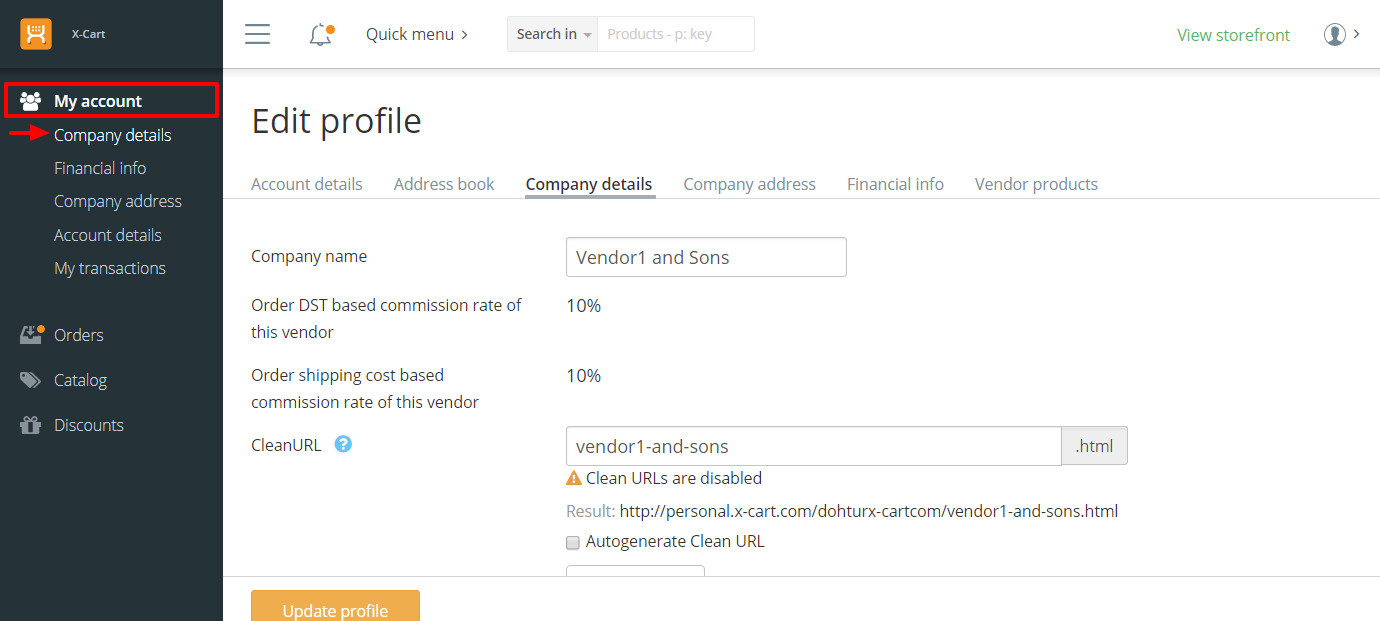 X-Cart
Quick menu
Search in
Products - p: key
View storefront
My account
Company details
Financial info
Company address
Account details
My transactions
Orders
Catalog
Discounts
Edit profile
Account details
Address book
Company details
Company address
Financial info
Vendor products
Company name
Vendor1 and Sons
Order DST based commission rate of
this vendor
10%
Order shipping cost based
commission rate of this vendor
10%
CleanURL ?
vendor1-and-sons
.html
Clean URLs are disabled
Result: http://personal.x-cart.com/dohturx-cartcom/vendor1-and-sons.html
Autogenerate Clean URL
Update profile